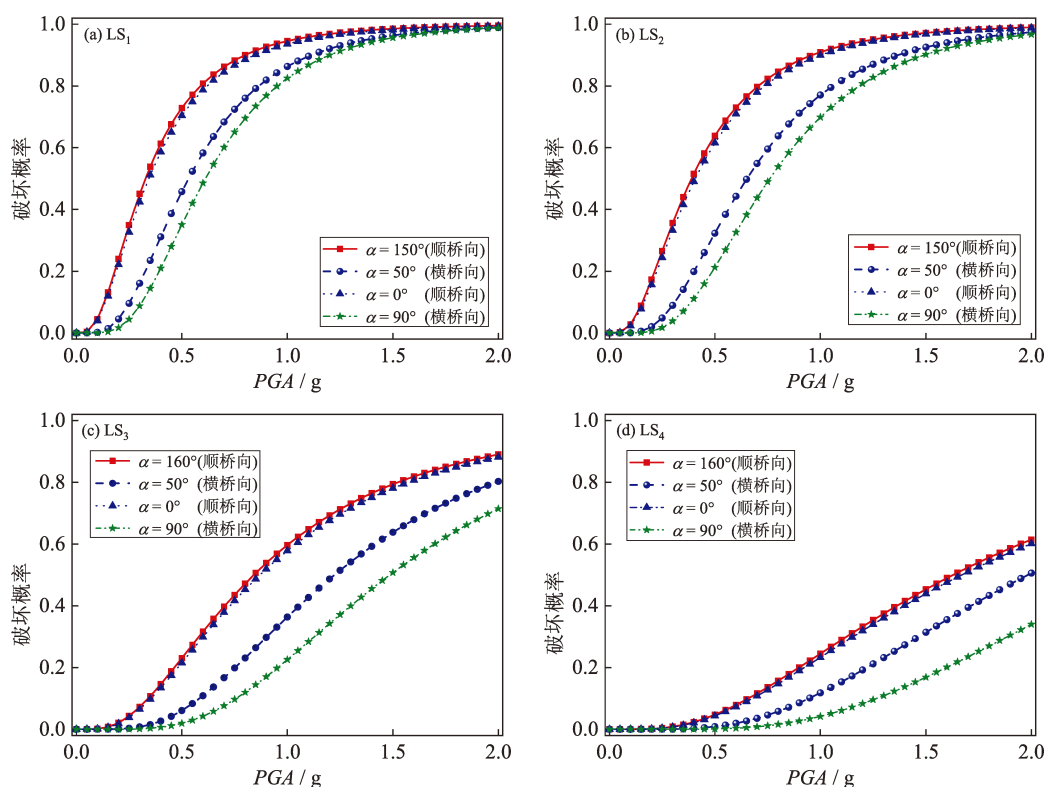 1.0
0.8
0.6
0.4
0.2
0.0
破坏概率
(a) LS₁
α = 150°(顺桥向)
α = 50° (横桥向)
α = 0° (顺桥向)
α = 90° (横桥向)
0.0 0.5 1.0 1.5 2.0
PGA / g
1.0
0.8
0.6
0.4
0.2
0.0
破坏概率
(b) LS₂
α = 150°(顺桥向)
α = 50° (横桥向)
α = 0° (顺桥向)
α = 90° (横桥向)
0.0 0.5 1.0 1.5 2.0
PGA / g
1.0
0.8
0.6
0.4
0.2
0.0
破坏概率
(c) LS₃
α = 160°(顺桥向)
α = 50° (横桥向)
α = 0° (顺桥向)
α = 90° (横桥向)
0.0 0.5 1.0 1.5 2.0
PGA / g
1.0
0.8
0.6
0.4
0.2
0.0
破坏概率
(d) LS₄
α = 160°(顺桥向)
α = 50° (横桥向)
α = 0° (顺桥向)
α = 90° (横桥向)
0.0 0.5 1.0 1.5 2.0
PGA / g